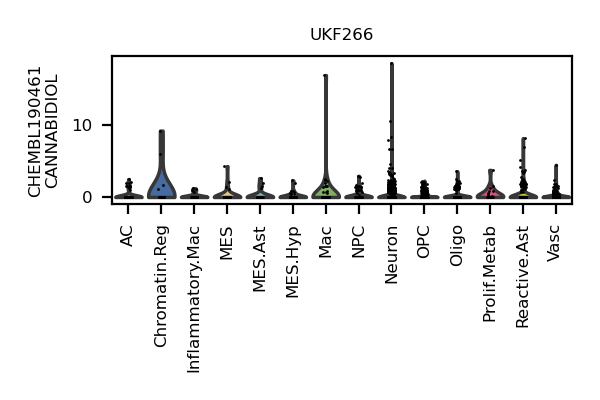 UKF266
CHEMBL190461
CANNABIDIOL
10
0
AC
Chromatin.Reg
Inflammatory.Mac
MES
MES.Ast
MES.Hyp
Mac
NPC
Neuron
OPC
Oligo
Prolif.Metab
Reactive.Ast
Vasc